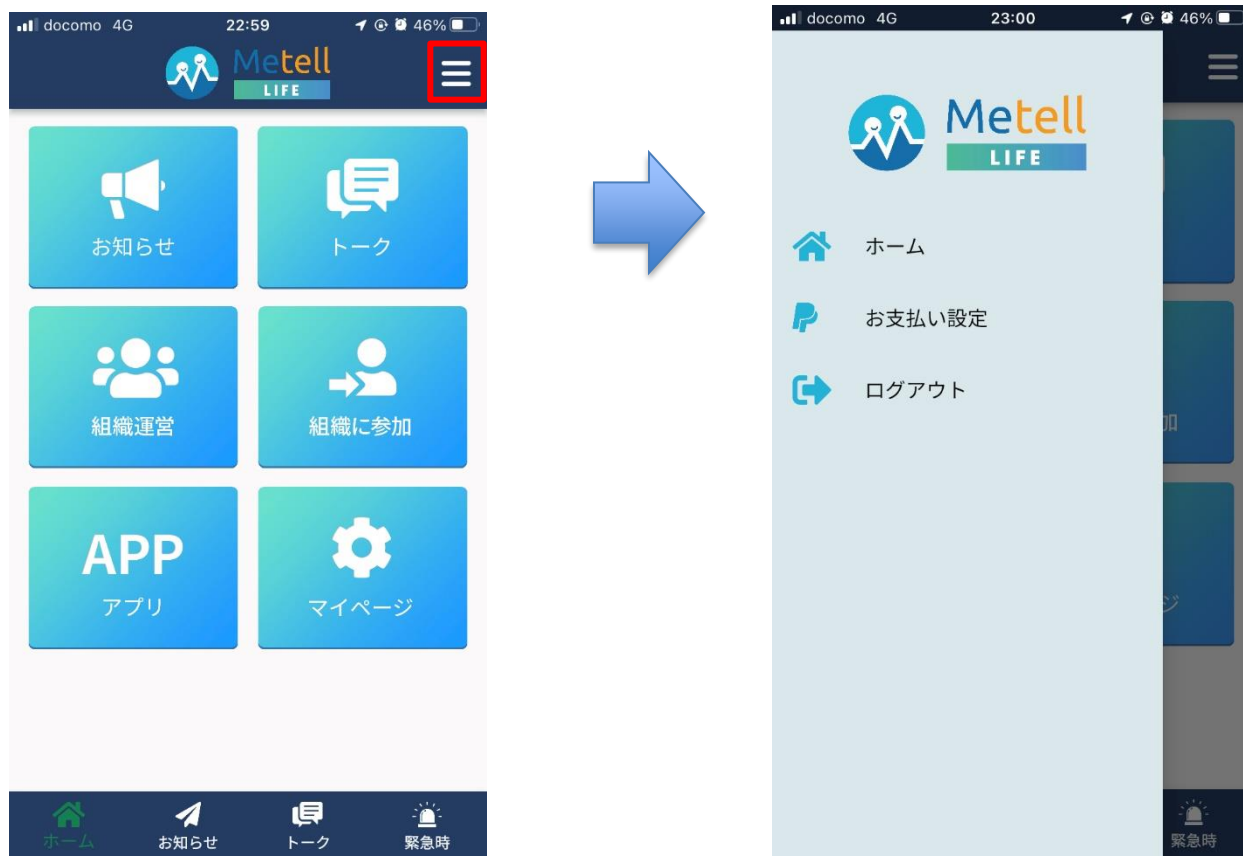 docomo 4G 22:59 46%
Metell
LIFE
お知らせ
トーク
組織運営
組織に参加
APP
アプリ
マイページ
ホーム
お知らせ
トーク
緊急時
docomo 4G 23:00 46%
Metell
LIFE
ホーム
お支払い設定
ログアウト
加
ジ
緊急時